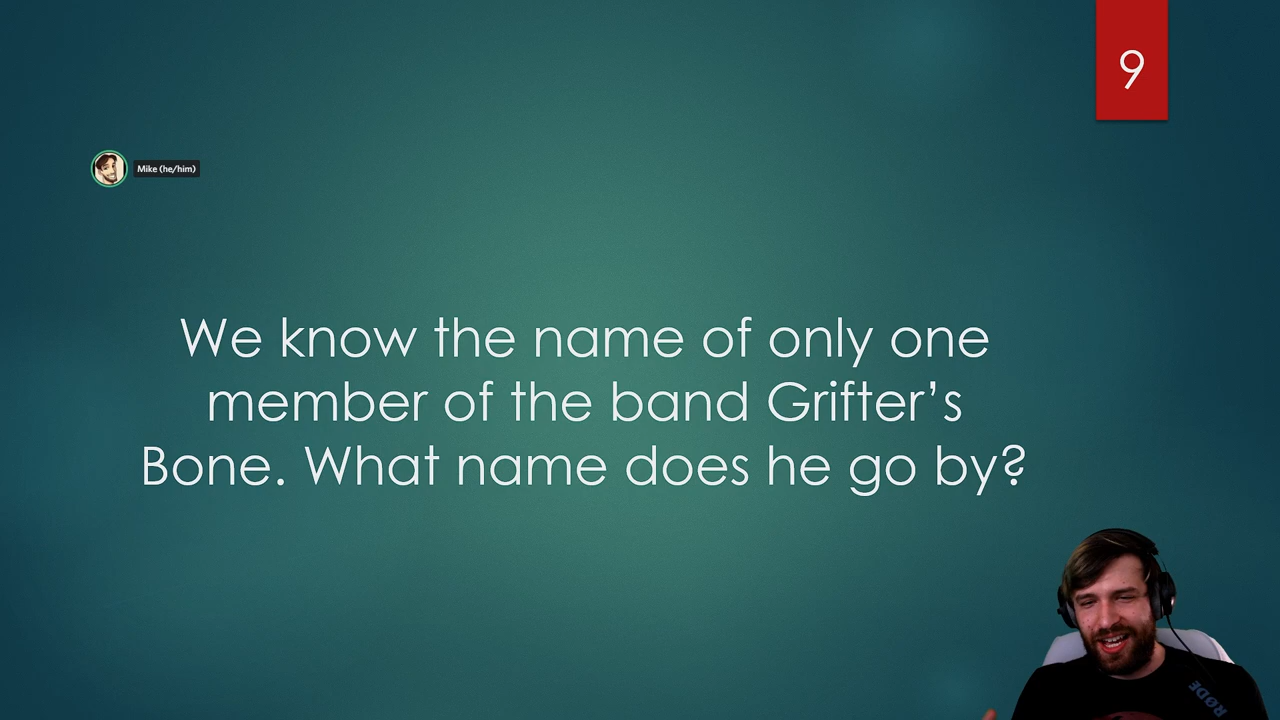 9
Mike (he/him)
We know the name of only one
member of the band Grifter’s
Bone. What name does he go by?
RØDE